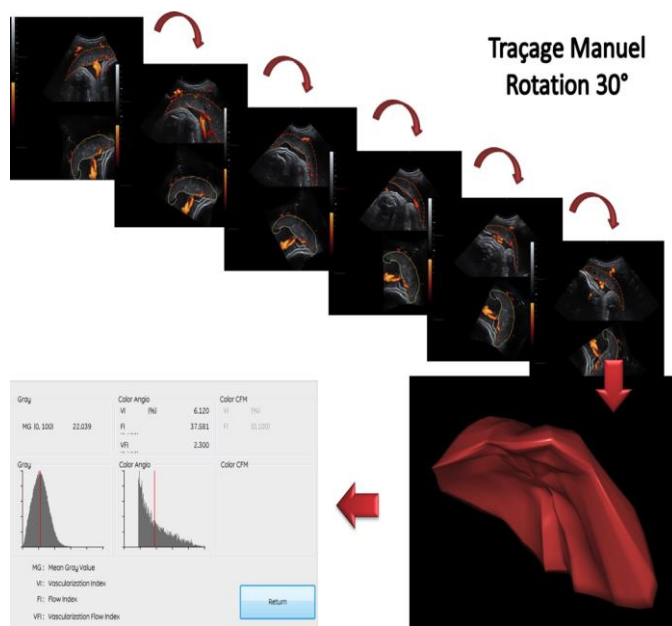 Traçage Manuel
Rotation 30°
Gray
Color Angio
Color CFM
VI (%) 6.120
VI (%)
MG (0, 100) 22.039
FI 37.581
FI (0,100)
VFI 2.300
Gray
Color Angio
Color CFM
MG : Mean Gray Value
VI : Vascularization Index
FI : Flow Index
VFI : Vascularization Flow Index
Return